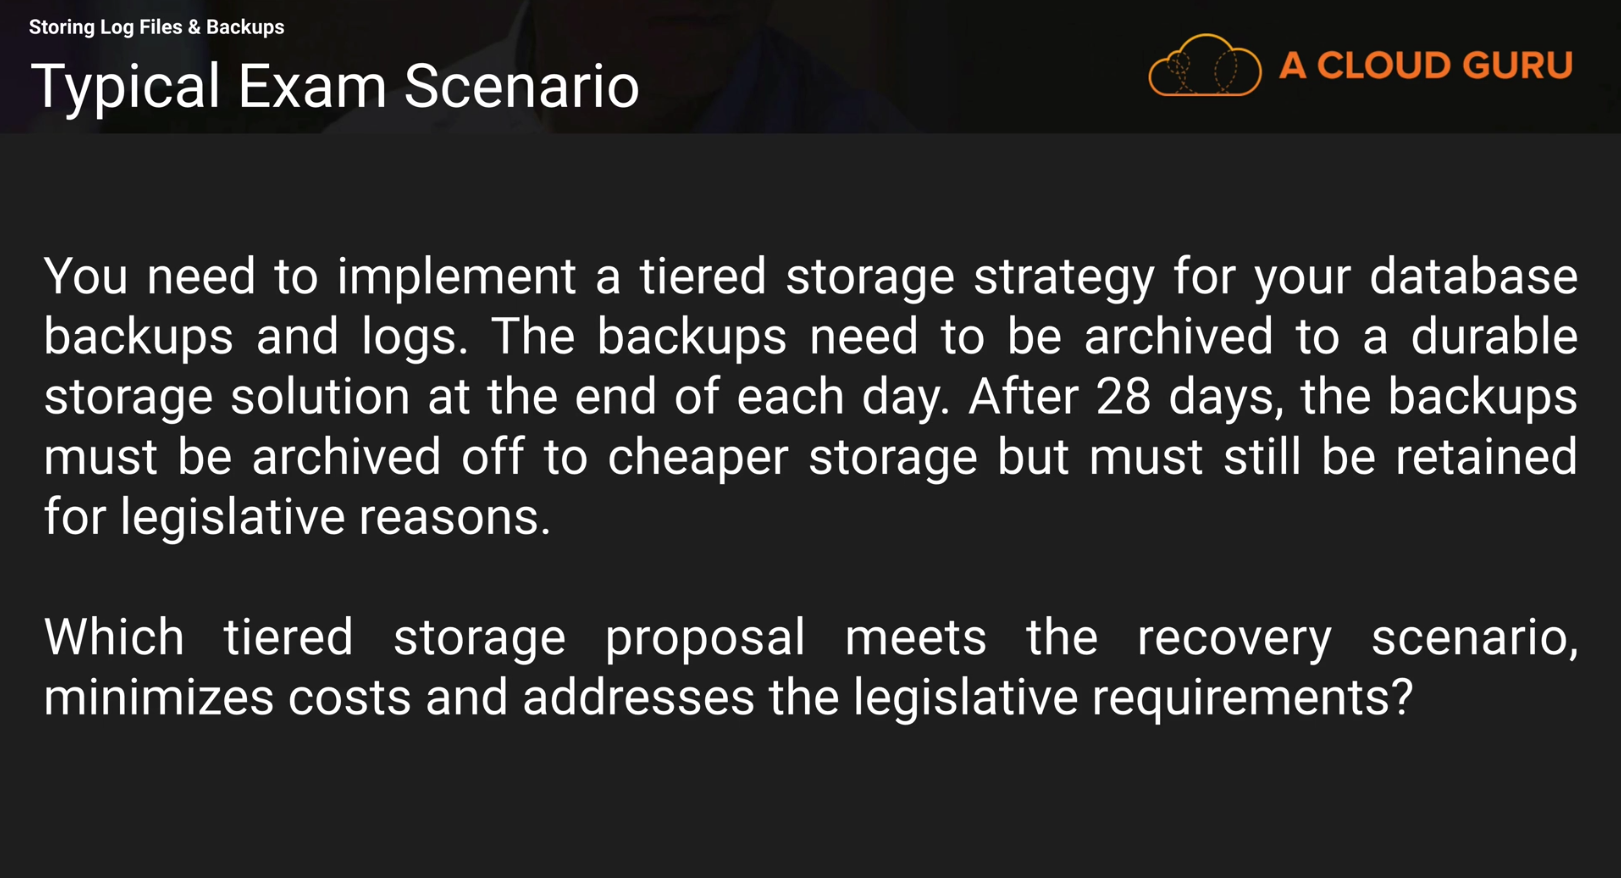 Storing Log Files & Backups
Typical Exam Scenario
A CLOUD GURU
You need to implement a tiered storage strategy for your database
backups and logs. The backups need to be archived to a durable
storage solution at the end of each day. After 28 days, the backups
must be archived off to cheaper storage but must still be retained
for legislative reasons.
Which tiered storage proposal meets the recovery scenario,
minimizes costs and addresses the legislative requirements?